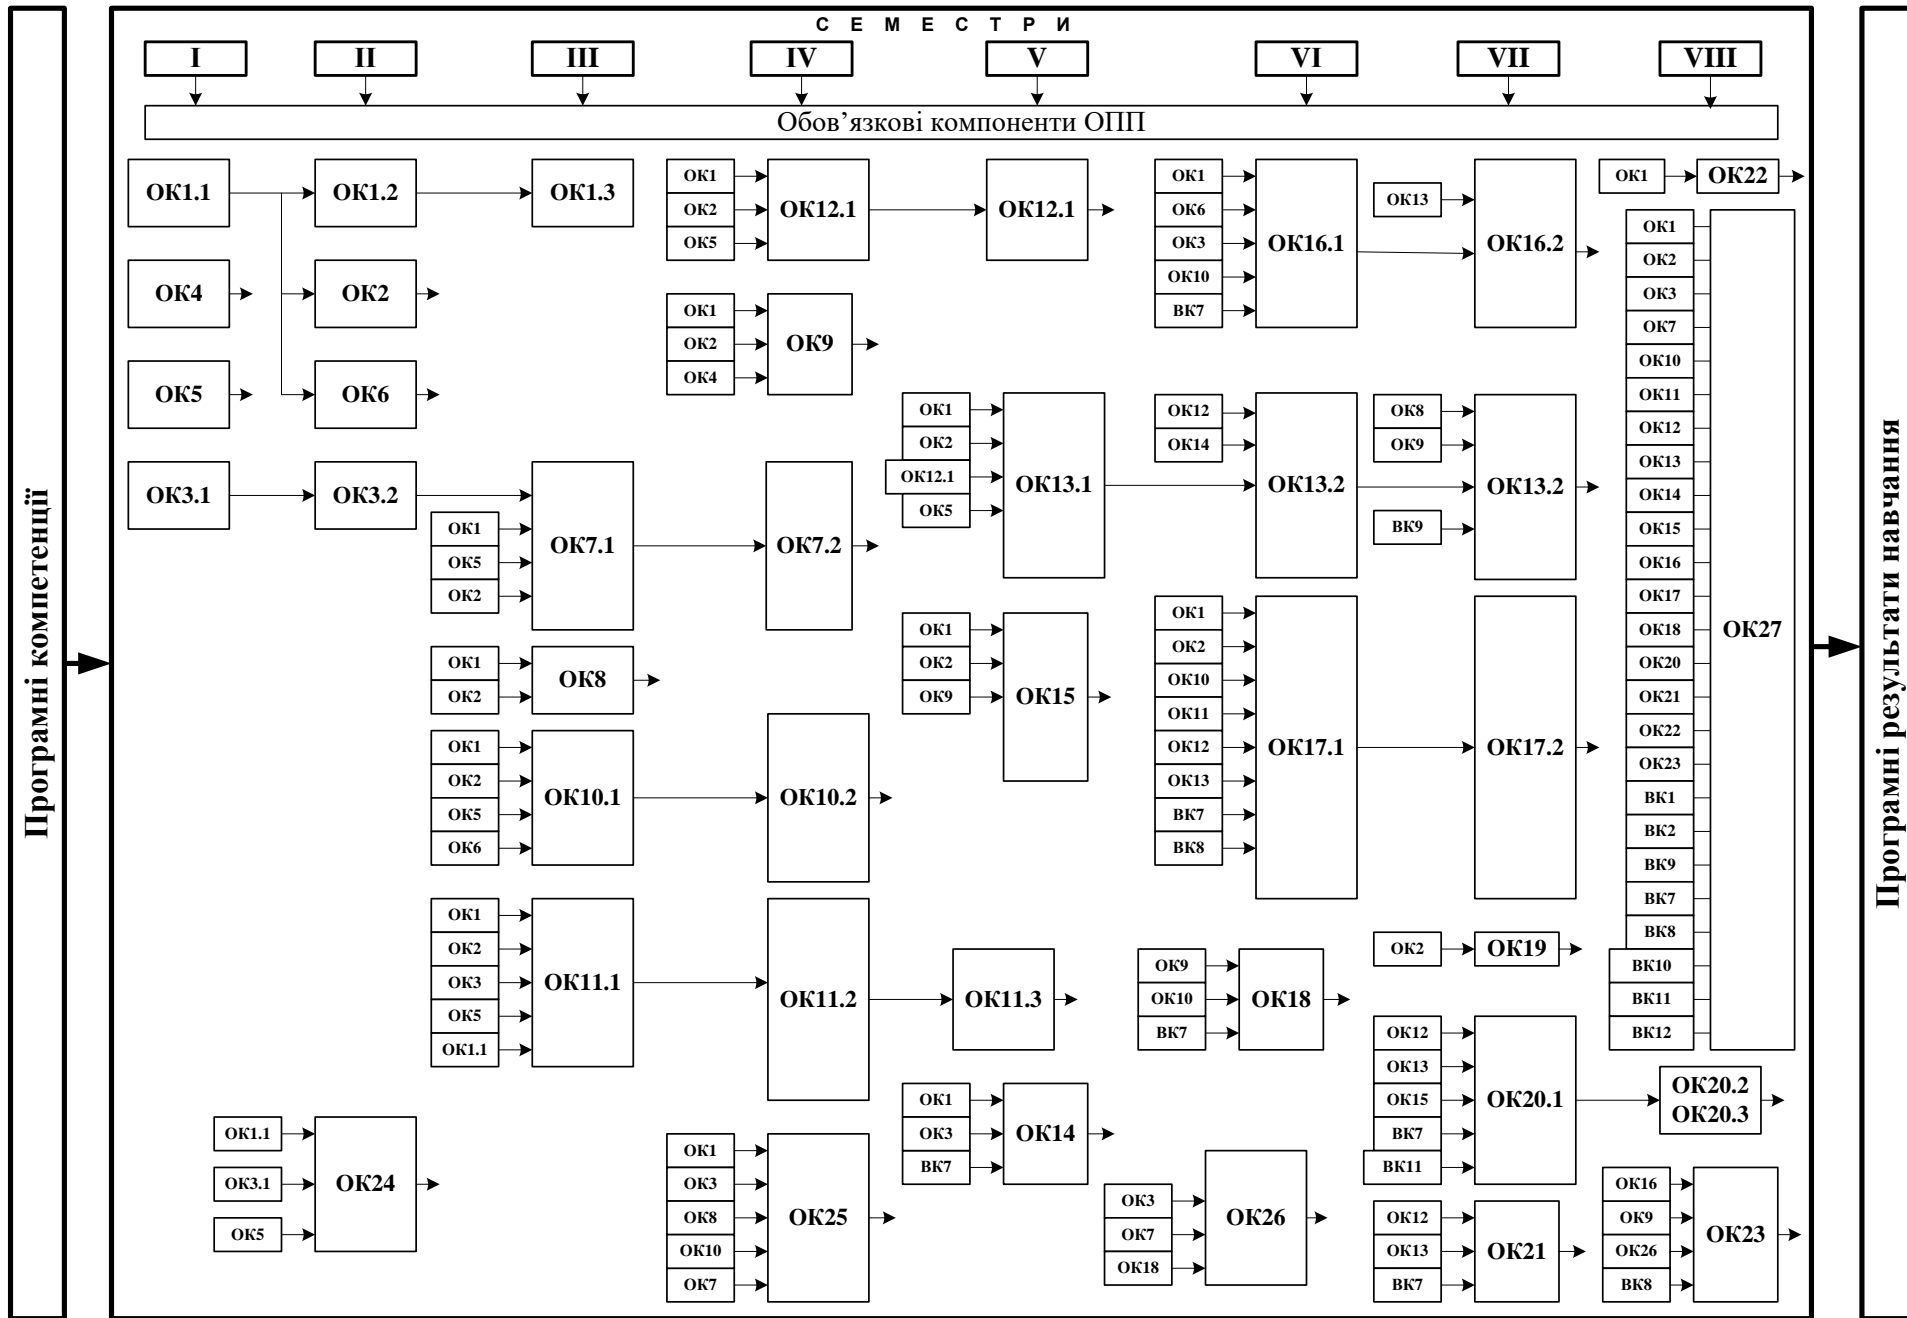 Програмні компетенції
С Е М Е С Т Р И
I
II
III
IV
V
VI
VII
VIII
Обов’язкові компоненти ОПП
ОК1.1
ОК1.2
ОК1.3
ОК1
ОК2
ОК5
ОК12.1
ОК12.1
ОК1
ОК6
ОК3
ОК10
ВК7
ОК16.1
ОК13
ОК16.2
ОК1
ОК22
ОК4
ОК2
ОК1
ОК2
ОК4
ОК9
ОК5
ОК6
ОК1
ОК2
ОК12.1
ОК5
ОК13.1
ОК12
ОК14
ОК13.2
ОК8
ОК9
ВК9
ОК13.2
ОК3.1
ОК3.2
ОК1
ОК5
ОК2
ОК7.1
ОК7.2
ОК1
ОК2
ОК8
ОК1
ОК2
ОК9
ОК15
ОК1
ОК2
ОК10
ОК11
ОК12
ОК13
ВК7
ВК8
ОК17.1
ОК17.2
ОК1
ОК2
ОК5
ОК6
ОК10.1
ОК10.2
ОК1
ОК2
ОК3
ОК5
ОК1.1
ОК11.1
ОК11.2
ОК11.3
ОК9
ОК10
ВК7
ОК18
ОК2
ОК19
ОК1
ОК2
ОК3
ОК7
ОК10
ОК11
ОК12
ОК13
ОК14
ОК15
ОК16
ОК17
ОК18
ОК20
ОК21
ОК22
ОК23
ВК1
ВК2
ВК9
ВК7
ВК8
ВК10
ВК11
ВК12
ОК27
ОК12
ОК13
ОК15
ВК7
ВК11
ОК20.1
ОК20.2
ОК20.3
ОК1.1
ОК3.1
ОК5
ОК24
ОК1
ОК3
ОК8
ОК10
ОК7
ОК25
ОК1
ОК3
ВК7
ОК14
ОК3
ОК7
ОК18
ОК26
ОК12
ОК13
ВК7
ОК21
ОК16
ОК9
ОК26
ВК8
ОК23
Програмні результати навчання